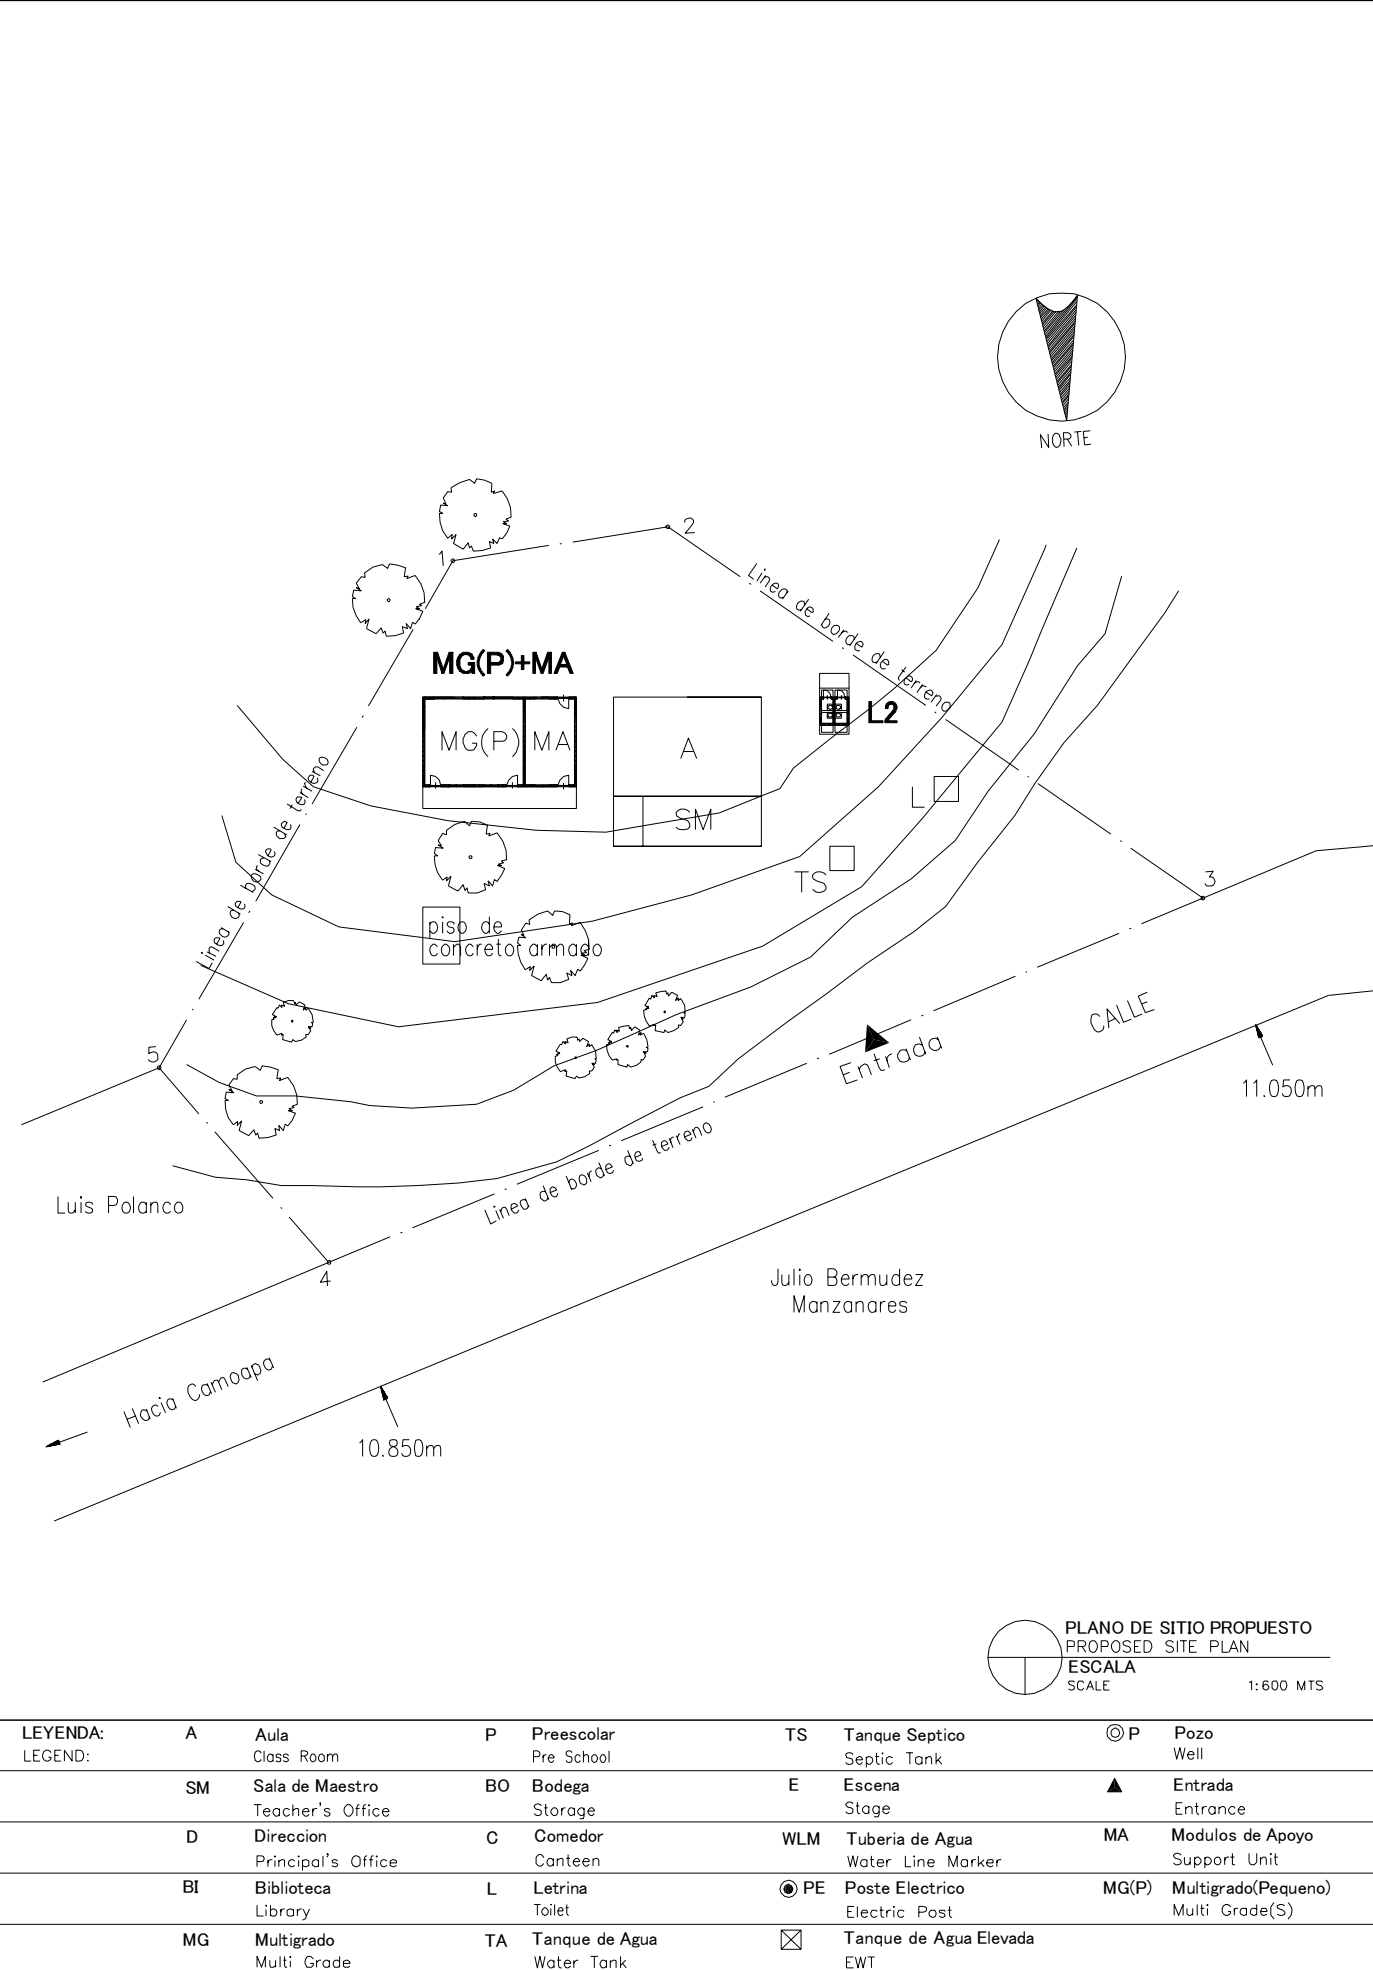 NORTE
1
2
Linea de borde de terreno
MG(P)+MA
L2
MG(P)
MA
A
SM
L
TS
Linea de borde de terreno
piso de
concreto armado
3
CALLE
Entrada
11.050m
5
Linea de borde de terreno
Luis Polanco
4
Julio Bermudez
Manzanares
Hacia Camoapa
10.850m
PLANO DE SITIO PROPUESTO
PROPOSED SITE PLAN
ESCALA
SCALE 1:600 MTS
LEYENDA: A Aula P Preescolar TS Tanque Septico P Pozo
LEGEND: Class Room Pre School Septic Tank Well
SM Sala de Maestro BO Bodega E Escena Entrada
Teacher's Office Storage Stage Entrance
D Direccion C Comedor WLM Tuberia de Agua MA Modulos de Apoyo
Principal's Office Canteen Water Line Marker Support Unit
BI Biblioteca L Letrina PE Poste Electrico MG(P) Multigrado(Pequeno)
Library Toilet Electric Post Multi Grade(S)
MG Multigrado TA Tanque de Agua Tanque de Agua Elevada
Multi Grade Water Tank EWT